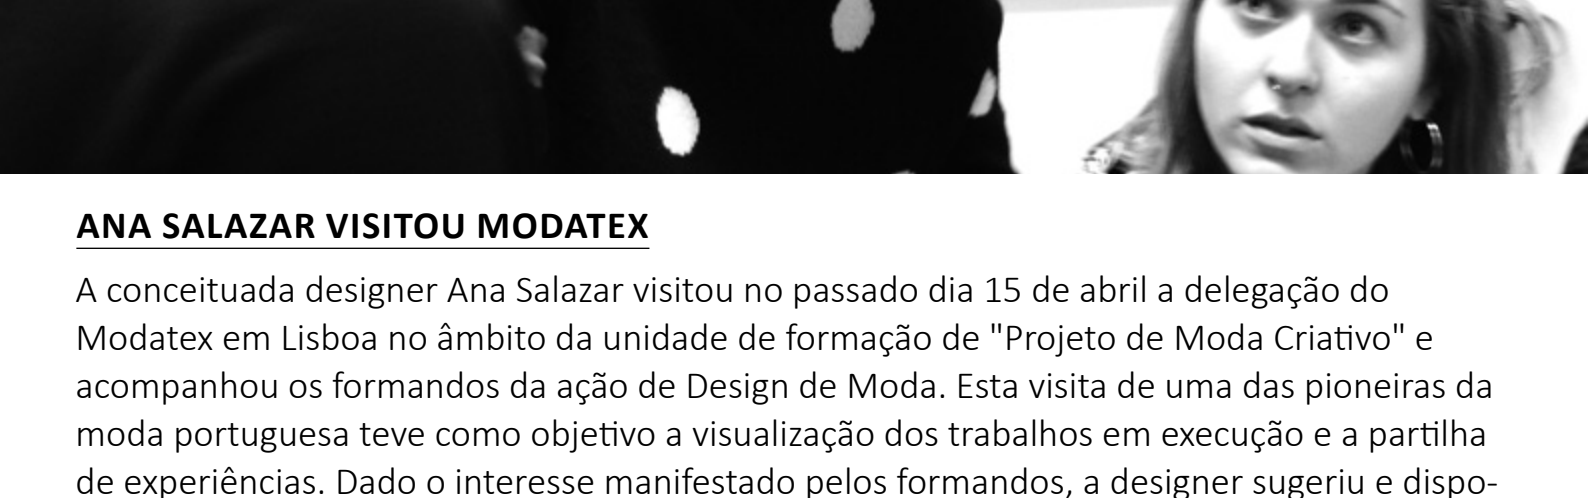 ANA SALAZAR VISITOU MODATEX
A conceituada designer Ana Salazar visitou no passado dia 15 de abril a delegação do
Modatex em Lisboa no âmbito da unidade de formação de "Projeto de Moda Criativo" e
acompanhou os formandos da ação de Design de Moda. Esta visita de uma das pioneiras da
moda portuguesa teve como objetivo a visualização dos trabalhos em execução e a partilha
de experiências. Dado o interesse manifestado pelos formandos, a designer sugeriu e dispo-